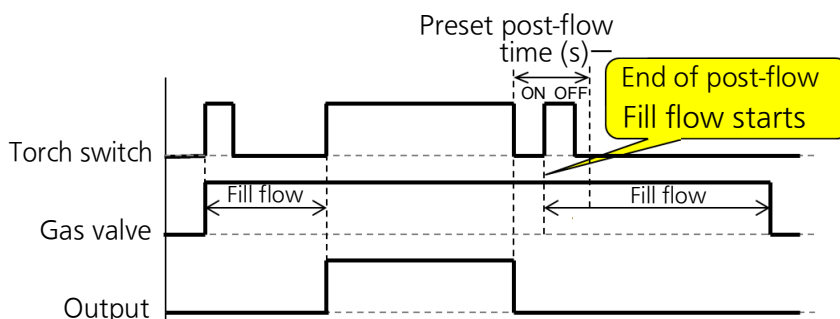 Preset post-flow
time (s)
ON OFF
End of post-flow
Fill flow starts
Torch switch
Fill flow
Fill flow
Gas valve
Output